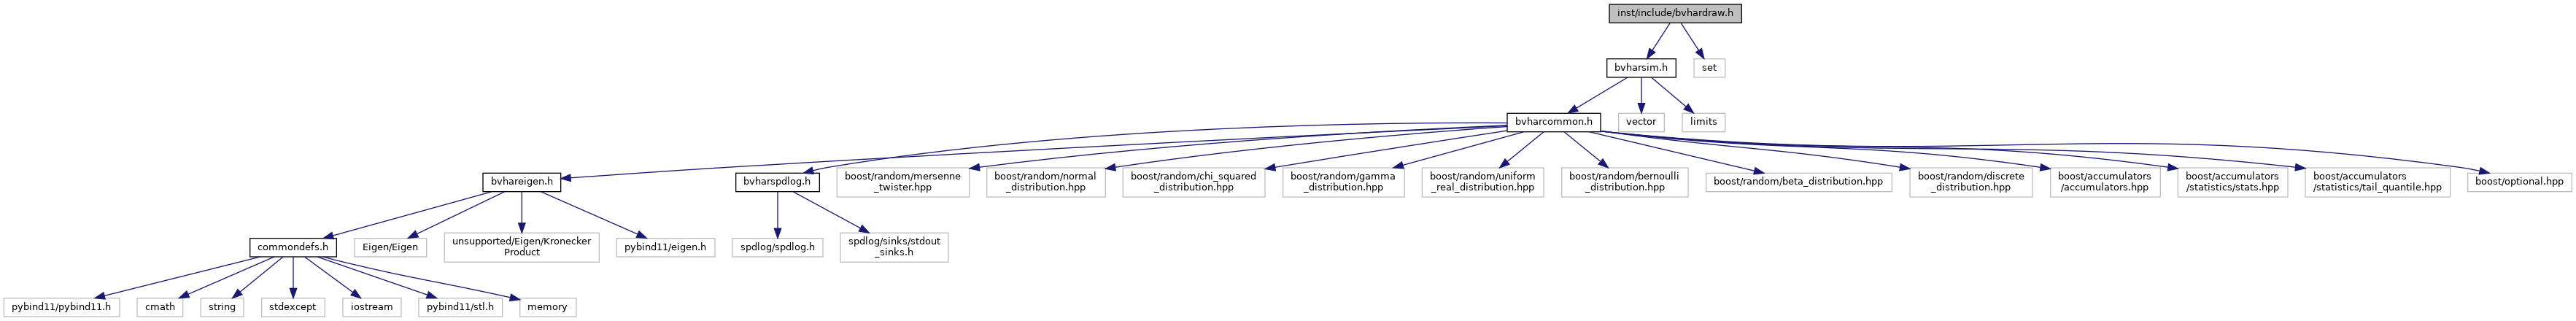 inst/include/bvhardraw.h
bvharsim.h
set
bvharcommon.h
vector
limits
bvhareigen.h
bvharspdlog.h
boost/random/mersenne
_twister.hpp
boost/random/normal
_distribution.hpp
boost/random/chi_squared
_distribution.hpp
boost/random/gamma
_distribution.hpp
boost/random/uniform
_real_distribution.hpp
boost/random/bernoulli
_distribution.hpp
boost/random/beta_distribution.hpp
boost/random/discrete
_distribution.hpp
boost/accumulators
/accumulators.hpp
boost/accumulators
/statistics/stats.hpp
boost/accumulators
/statistics/tail_quantile.hpp
boost/optional.hpp
commondefs.h
Eigen/Eigen
unsupported/Eigen/Kronecker
Product
pybind11/eigen.h
spdlog/spdlog.h
spdlog/sinks/stdout
_sinks.h
pybind11/pybind11.h
cmath
string
stdexcept
iostream
pybind11/stl.h
memory